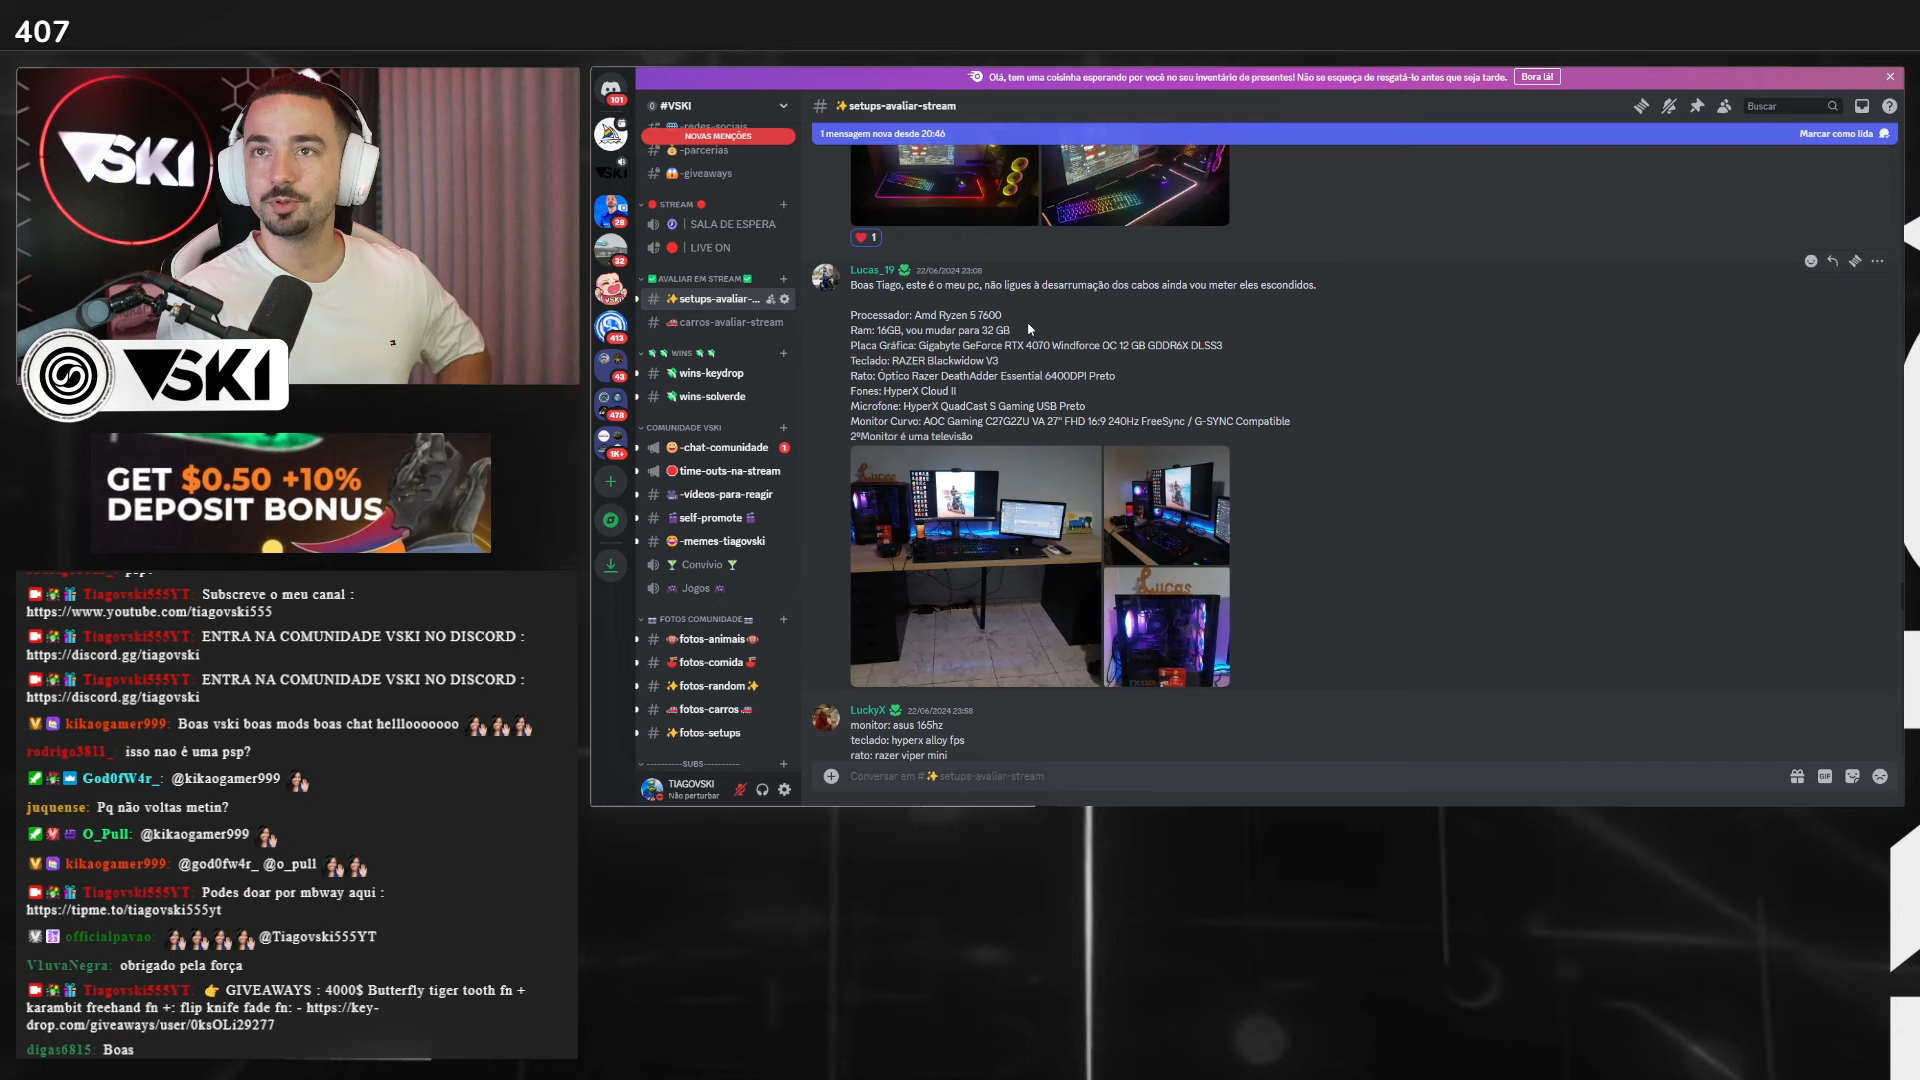 407
VSKI
VSKI
GET $0.50 +10%
DEPOSIT BONUS
Tiagovski555YT: Subscreve o meu canal :
https://www.youtube.com/tiagovski555
Tiagovski555YT: ENTRA NA COMUNIDADE VSKI NO DISCORD :
https://discord.gg/tiagovski
Tiagovski555YT: ENTRA NA COMUNIDADE VSKI NO DISCORD :
https://discord.gg/tiagovski
kikaogamer999: Boas vski boas mods boas chat hellloooooo
rodrigo3811_: isso nao é uma psp?
God0fW4r_: @kikaogamer999
juquense: Pq não voltas metin?
O_Pull: @kikaogamer999
kikaogamer999: @god0fw4r_ @o_pull
Tiagovski555YT: Podes doar por mbway aqui :
https://tipme.to/tiagovski555yt
officialpavao: @Tiagovski555YT
V1uvaNegra: obrigado pela força
Tiagovski555YT: GIVEAWAYS : 4000$ Butterfly tiger tooth fn +
karambit freehand fn +: flip knife fade fn: - https://key-
drop.com/giveaways/user/0ksOLi29277
digas6815: Boas
Olá, tem uma coisinha esperando por você no seu inventário de presentes! Não se esqueça de resgatá-lo antes que seja tarde. Bora lá!
101
28
32
413
43
478
1K+
#VSKI
-redes-sociais
NOVAS MENÇÕES
-parcerias
-giveaways
STREAM
| SALA DE ESPERA
| LIVE ON
AVALIAR EM STREAM
setups-avaliar-...
carros-avaliar-stream
WINS
wins-keydrop
wins-solverde
COMUNIDADE VSKI
-chat-comunidade 1
time-outs-na-stream
-vídeos-para-reagir
self-promote
-memes-tiagovski
Convívio
Jogos
FOTOS COMUNIDADE
fotos-animais
fotos-comida
fotos-random
fotos-carros
fotos-setups
----------SUBS----------
TIAGOVSKI
Não perturbar
# setups-avaliar-stream
Buscar
1 mensagem nova desde 20:46
Marcar como lida
1
Lucas_19 22/06/2024 23:08
Boas Tiago, este é o meu pc, não ligues à desarrumação dos cabos ainda vou meter eles escondidos.
Processador: Amd Ryzen 5 7600
Ram: 16GB, vou mudar para 32 GB
Placa Gráfica: Gigabyte GeForce RTX 4070 Windforce OC 12 GB GDDR6X DLSS3
Teclado: RAZER Blackwidow V3
Rato: Óptico Razer DeathAdder Essential 6400DPI Preto
Fones: HyperX Cloud II
Microfone: HyperX QuadCast S Gaming USB Preto
Monitor Curvo: AOC Gaming C27G2ZU VA 27" FHD 16:9 240Hz FreeSync / G-SYNC Compatible
2ºMonitor é uma televisão
Lucas
LuckyX 22/06/2024 23:58
monitor: asus 165hz
teclado: hyperx alloy fps
rato: razer viper mini
Conversar em # setups-avaliar-stream
GIF